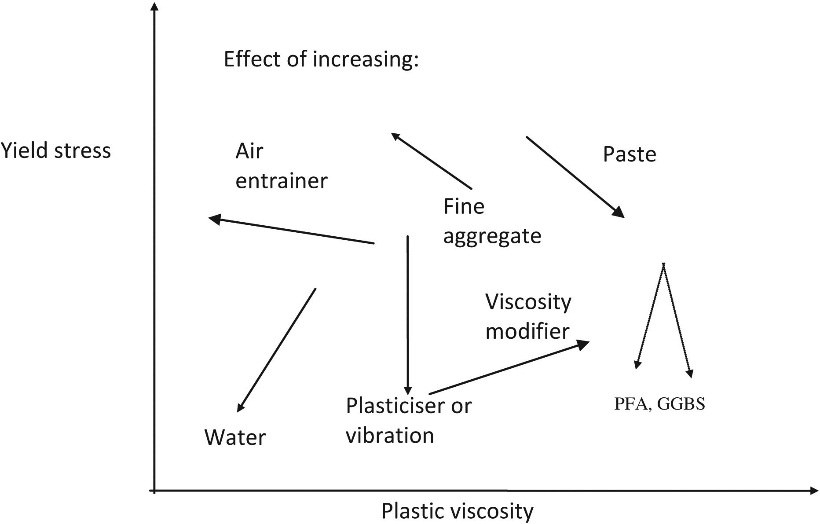 Effect of increasing:
Yield stress
Air
entrainer
Paste
Fine
aggregate
Viscosity
modifier
PFA, GGBS
Plasticiser or
vibration
Water
Plastic viscosity